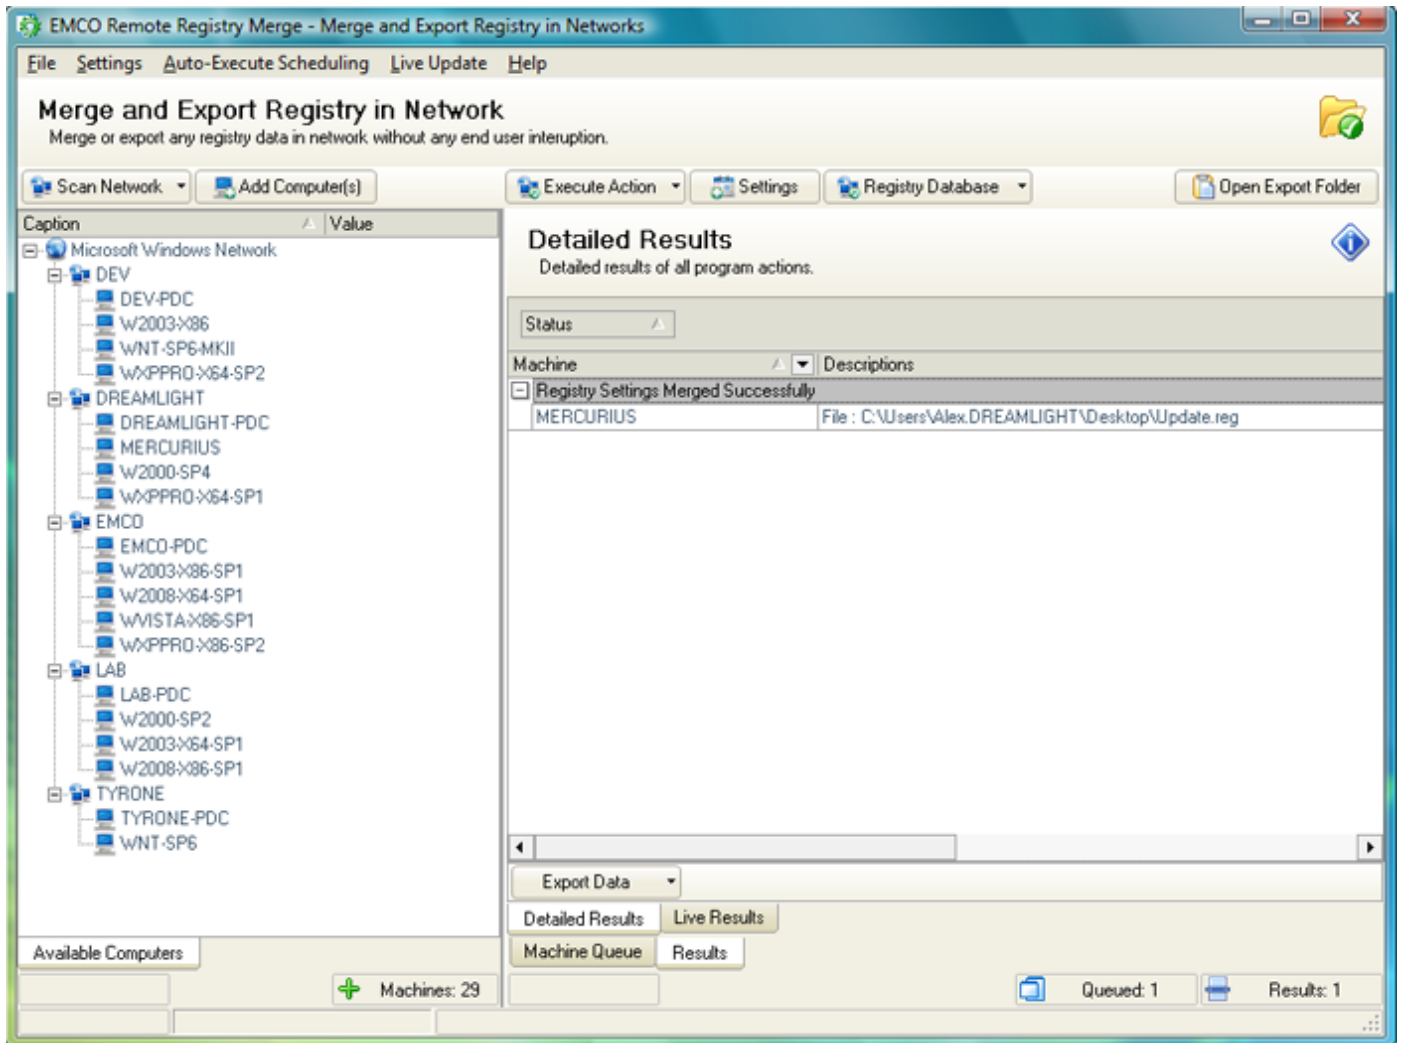 EMCO Remote Registry Merge - Merge and Export Registry in Networks
File Settings Auto-Execute Scheduling Live Update Help
Merge and Export Registry in Network
Merge or export any registry data in network without any end user interuption.
Scan Network Add Computer(s) Execute Action Settings Registry Database Open Export Folder
Caption Value
Microsoft Windows Network
DEV
DEV-PDC
W2003-X86
WNT-SP6-MKII
WXPPRO-X64-SP2
DREAMLIGHT
DREAMLIGHT-PDC
MERCURIUS
W2000-SP4
WXPPRO-X64-SP1
EMCO
EMCO-PDC
W2003-X86-SP1
W2008-X64-SP1
WVISTA-X86-SP1
WXPPRO-X86-SP2
LAB
LAB-PDC
W2000-SP2
W2003-X64-SP1
W2008-X86-SP1
TYRONE
TYRONE-PDC
WNT-SP6
Available Computers
Machines: 29
Detailed Results
Detailed results of all program actions.
Status
Machine Descriptions
Registry Settings Merged Successfully
MERCURIUS File : C:\Users\Alex.DREAMLIGHT\Desktop\Update.reg
Export Data
Detailed Results Live Results
Machine Queue Results
Queued: 1 Results: 1